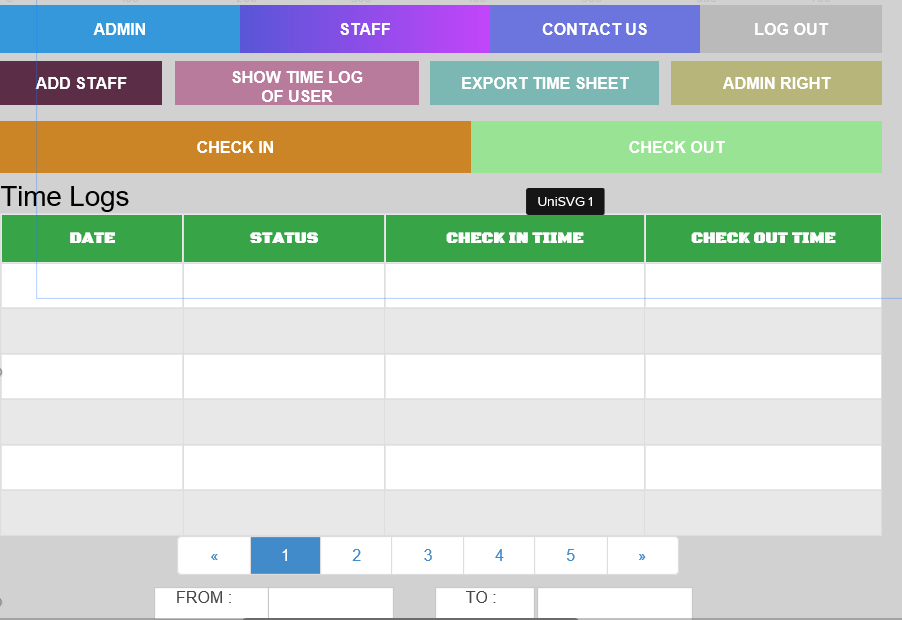 ADMIN STAFF CONTACT US LOG OUT
ADD STAFF SHOW TIME LOG OF USER EXPORT TIME SHEET ADMIN RIGHT
CHECK IN CHECK OUT
Time Logs
UniSVG 1
DATE STATUS CHECK IN TIIME CHECK OUT TIME
« 1 2 3 4 5 »
FROM : TO :